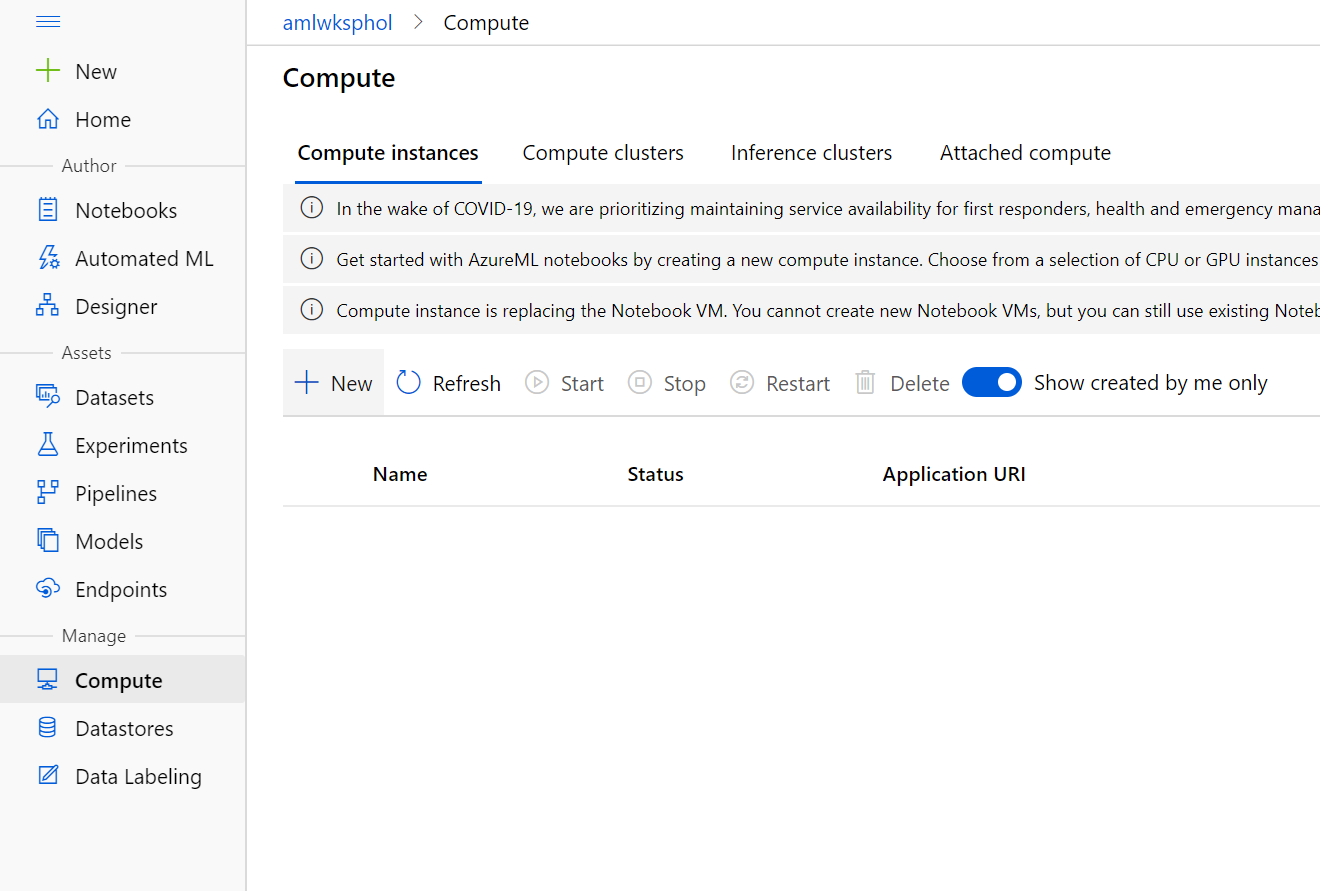 amlwksphol > Compute
New
Home
Author
Notebooks
Automated ML
Designer
Assets
Datasets
Experiments
Pipelines
Models
Endpoints
Manage
Compute
Datastores
Data Labeling
Compute
Compute instances Compute clusters Inference clusters Attached compute
In the wake of COVID-19, we are prioritizing maintaining service availability for first responders, health and emergency mana
Get started with AzureML notebooks by creating a new compute instance. Choose from a selection of CPU or GPU instances
Compute instance is replacing the Notebook VM. You cannot create new Notebook VMs, but you can still use existing Noteb
New Refresh Start Stop Restart Delete Show created by me only
Name Status Application URI